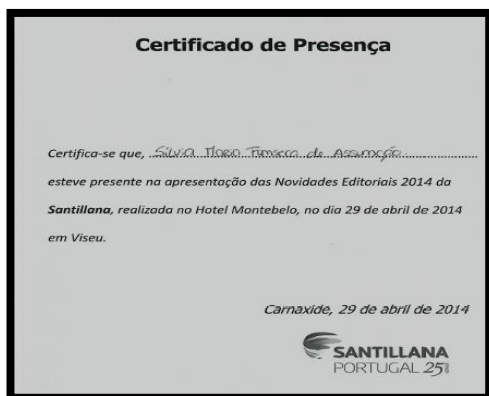 Certificado de Presença
Certifica-se que, Sílvia Maria Fonseca de Assunção
esteve presente na apresentação das Novidades Editoriais 2014 da
Santillana, realizada no Hotel Montebelo, no dia 29 de abril de 2014
em Viseu.
Carnaxide, 29 de abril de 2014
SANTILLANA
PORTUGAL 25